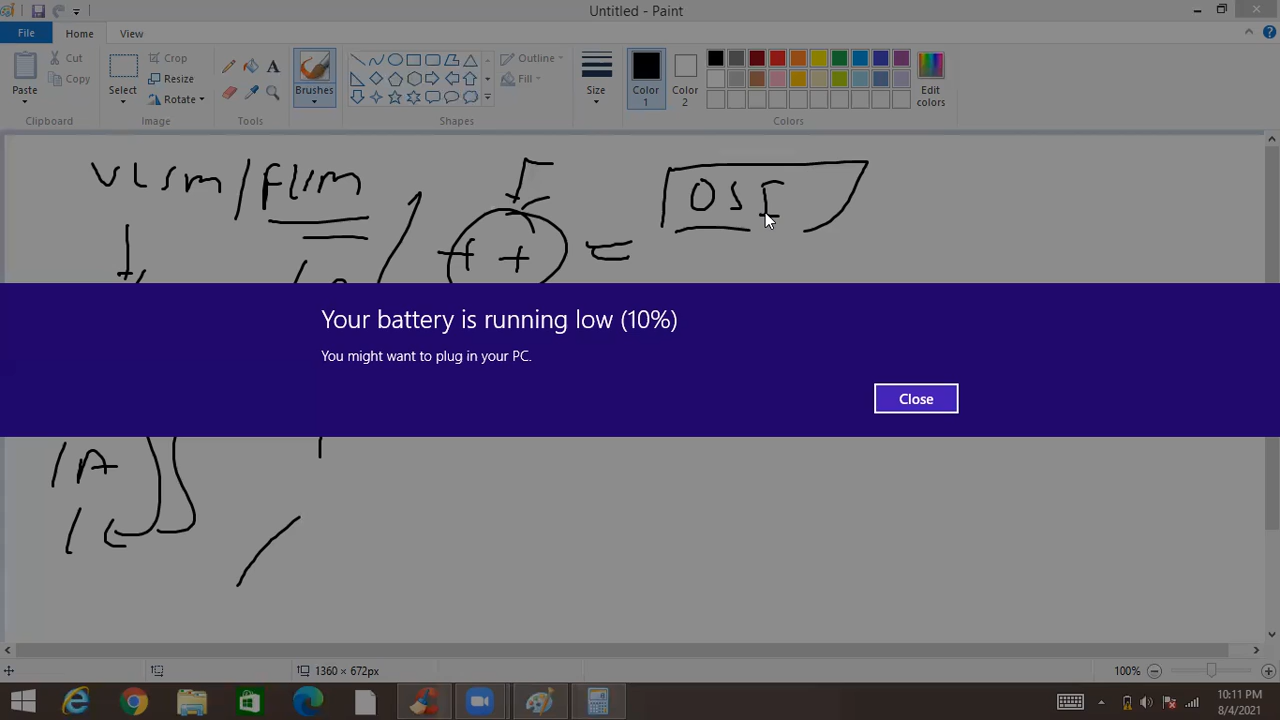 Untitled - Paint
File
Home
View
Paste
Cut
Copy
Clipboard
Select
Crop
Resize
Rotate
Image
A
Tools
Brushes
Outline
Fill
Shapes
Size
Color 1
Color 2
Edit colors
Colors
VLSM/FLSM
OSI
+ + =
Your battery is running low (10%)
You might want to plug in your PC.
Close
/A
1360 × 672px
100%
10:11 PM
8/4/2021